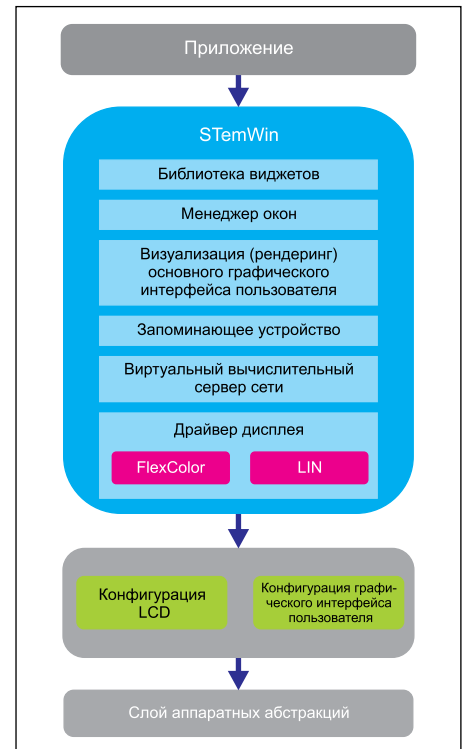 Приложение
STemWin
Библиотека виджетов
Менеджер окон
Визуализация (рендеринг)
основного графического
интерфейса пользователя
Запоминающее устройство
Виртуальный вычислительный
сервер сети
Драйвер дисплея
FlexColor
LIN
Конфигурация
LCD
Конфигурация графи-
ческого интерфейса
пользователя
Слой аппаратных абстракций